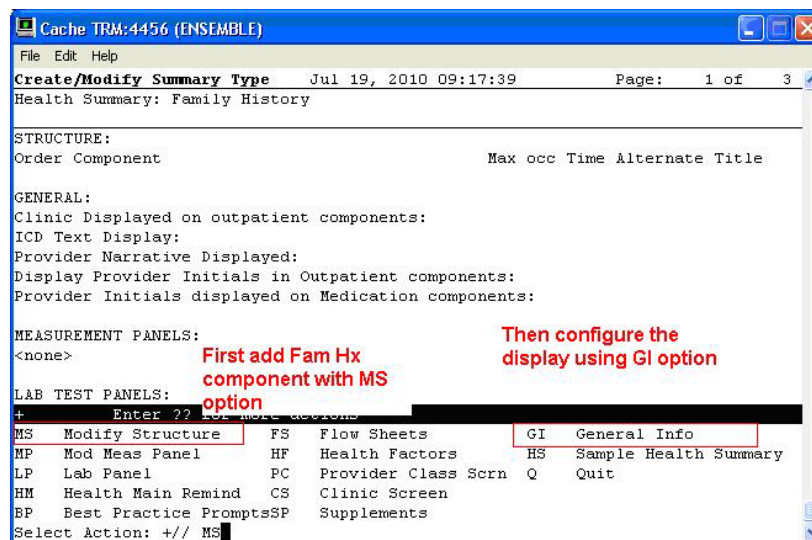 Cache TRM:4456 (ENSEMBLE)
File Edit Help
Create/Modify Summary Type Jul 19, 2010 09:17:39 Page: 1 of 3
Health Summary: Family History
STRUCTURE:
Order Component Max occ Time Alternate Title
GENERAL:
Clinic Displayed on outpatient components:
ICD Text Display:
Provider Narrative Displayed:
Display Provider Initials in Outpatient components:
Provider Initials displayed on Medication components:
MEASUREMENT PANELS:
<none>
First add Fam Hx
component with MS
option
Then configure the
display using GI option
LAB TEST PANELS:
+ Enter ?? for more actions
MS Modify Structure FS Flow Sheets GI General Info
MP Mod Meas Panel HF Health Factors HS Sample Health Summary
LP Lab Panel PC Provider Class Scrn Q Quit
HM Health Main Remind CS Clinic Screen
BP Best Practice PromptsSP Supplements
Select Action: +// MS